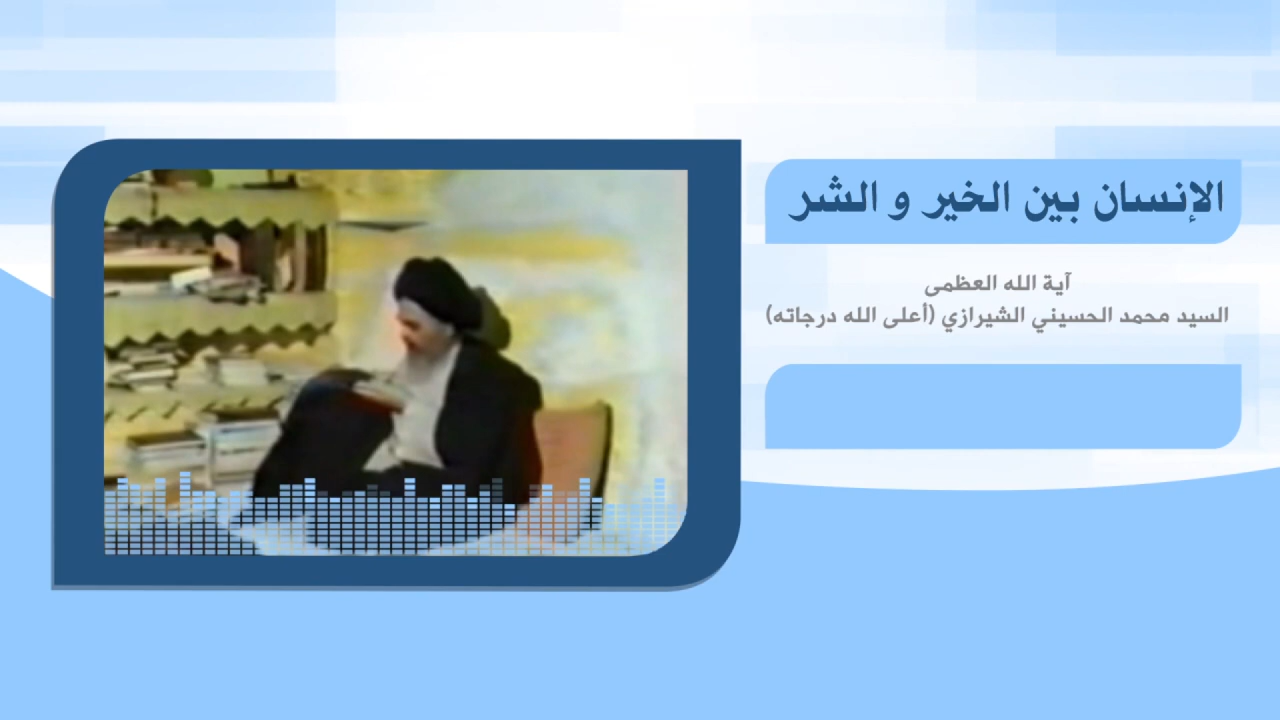 الإنسان بين الخير و الشر
آية الله العظمى
السيد محمد الحسيني الشيرازي (أعلى الله درجاته)